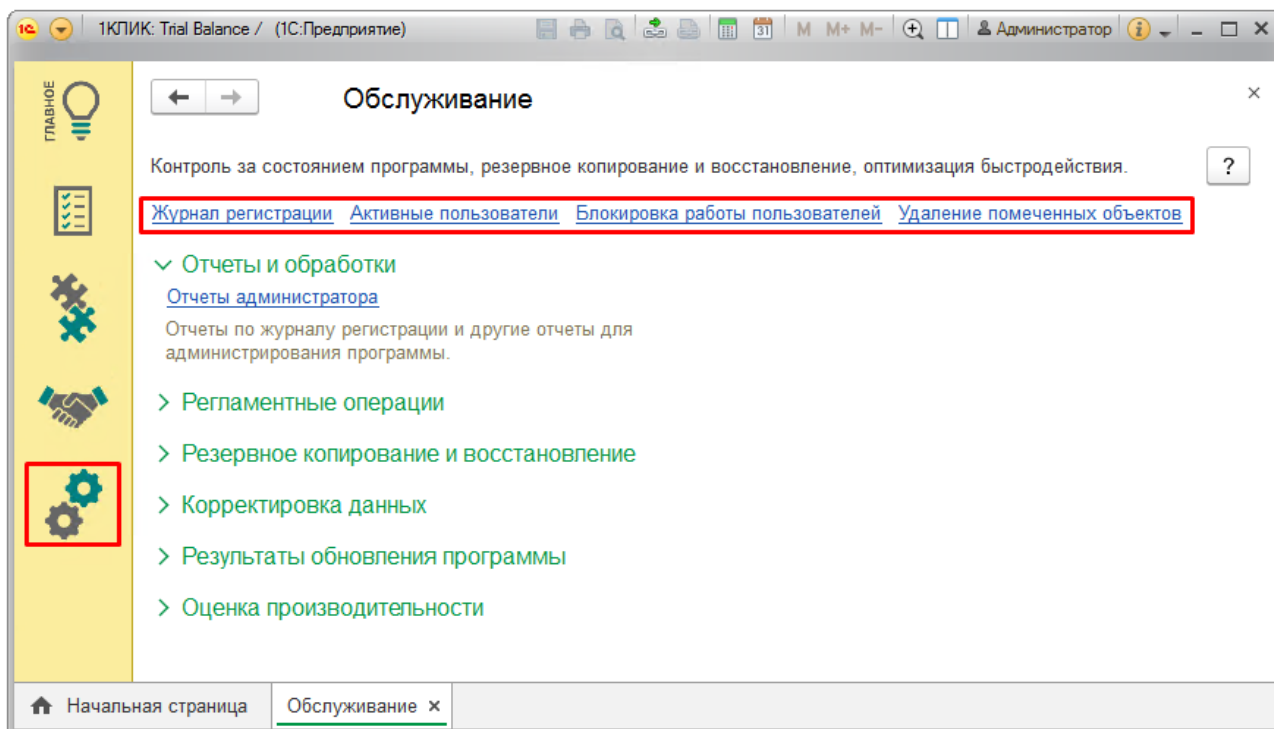 1КЛИК: Trial Balance / (1С:Предприятие) 31 M M+ M- Администратор
ГЛАВНОЕ
Обслуживание
Контроль за состоянием программы, резервное копирование и восстановление, оптимизация быстродействия. ?
Журнал регистрации Активные пользователи Блокировка работы пользователей Удаление помеченных объектов
Отчеты и обработки
Отчеты администратора
Отчеты по журналу регистрации и другие отчеты для
администрирования программы.
Регламентные операции
Резервное копирование и восстановление
Корректировка данных
Результаты обновления программы
Оценка производительности
Начальная страница Обслуживание